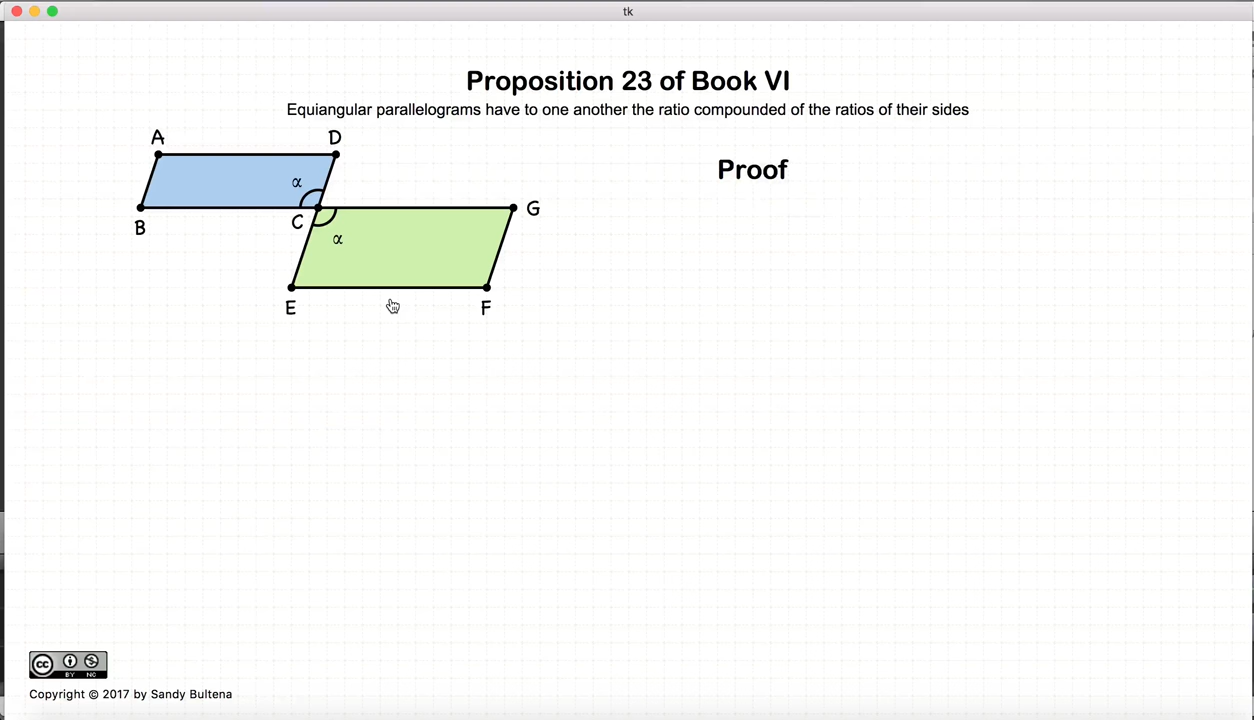 tk
Proposition 23 of Book VI
Equiangular parallelograms have to one another the ratio compounded of the ratios of their sides
A
D
Proof
α
B
C
G
α
E
F
cc
BY NC
Copyright © 2017 by Sandy Bultena